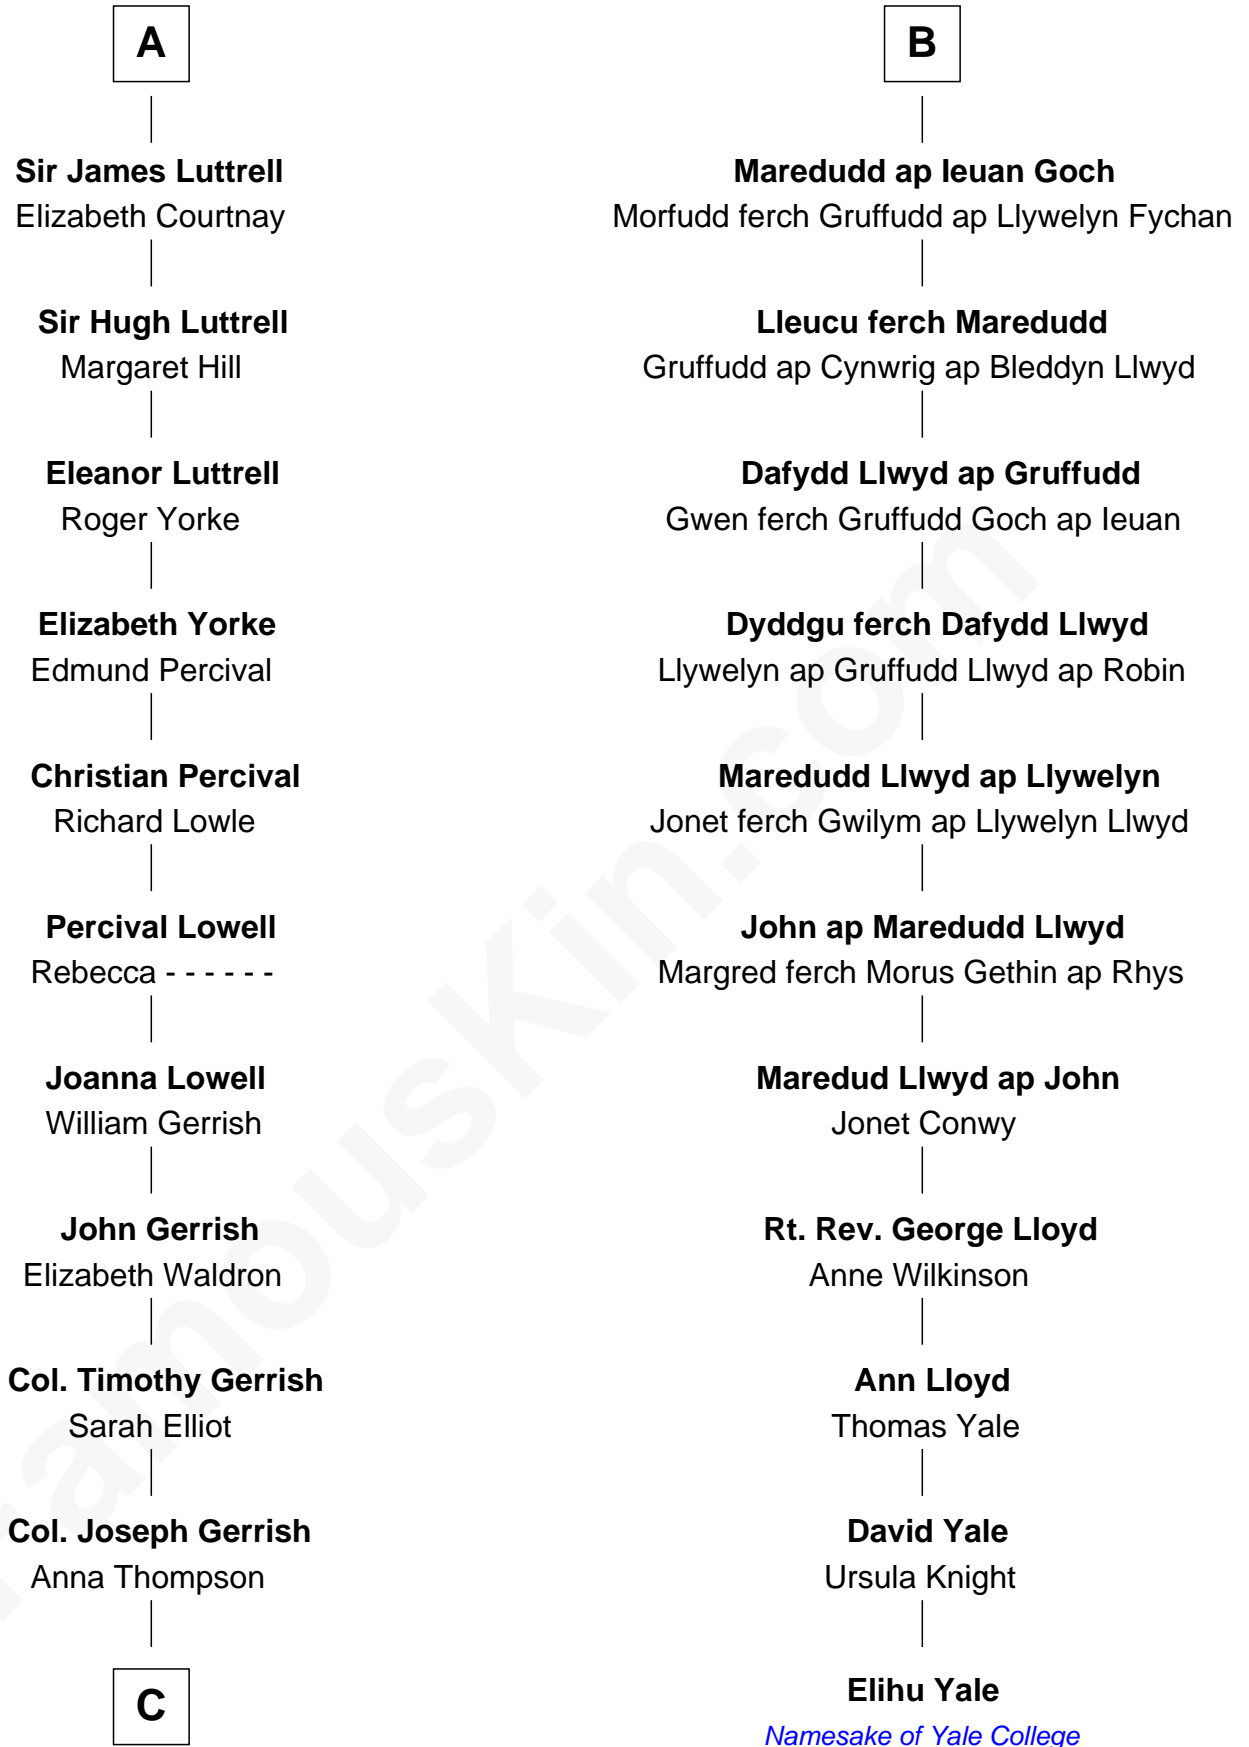 A
Sir James Luttrell
Elizabeth Courtnay
Sir Hugh Luttrell
Margaret Hill
Eleanor Luttrell
Roger Yorke
Elizabeth Yorke
Edmund Percival
Christian Percival
Richard Lowle
Percival Lowell
Rebecca - - - - - -
Joanna Lowell
William Gerrish
John Gerrish
Elizabeth Waldron
Col. Timothy Gerrish
Sarah Elliot
Col. Joseph Gerrish
Anna Thompson
C
B
Maredudd ap Ieuan Goch
Morfudd ferch Gruffudd ap Llywelyn Fychan
Lleucu ferch Maredudd
Gruffudd ap Cynwrig ap Bleddyn Llwyd
Dafydd Llwyd ap Gruffudd
Gwen ferch Gruffudd Goch ap Ieuan
Dyddgu ferch Dafydd Llwyd
Llywelyn ap Gruffudd Llwyd ap Robin
Maredudd Llwyd ap Llywelyn
Jonet ferch Gwilym ap Llywelyn Llwyd
John ap Maredudd Llwyd
Margred ferch Morus Gethin ap Rhys
Maredud Llwyd ap John
Jonet Conwy
Rt. Rev. George Lloyd
Anne Wilkinson
Ann Lloyd
Thomas Yale
David Yale
Ursula Knight
Elihu Yale
Namesake of Yale College
FamousKin.com